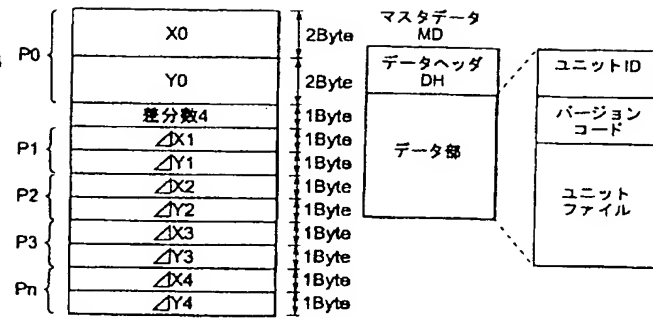 P0
X0
2Byte
Y0
2Byte
差分数4
1Byte
P1
⊿X1
1Byte
⊿Y1
1Byte
P2
⊿X2
1Byte
⊿Y2
1Byte
P3
⊿X3
1Byte
⊿Y3
1Byte
Pn
⊿X4
1Byte
⊿Y4
1Byte
マスタデータ
MD
データヘッダ
DH
データ部
ユニットID
バージョン
コード
ユニット
ファイル